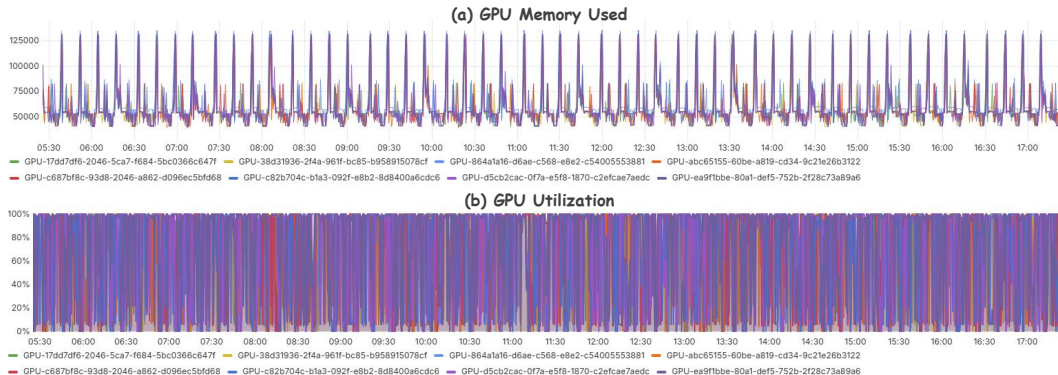 (a) GPU Memory Used
125000
100000
75000
50000
05:30 06:00 06:30 07:00 07:30 08:00 08:30 09:00 09:30 10:00 10:30 11:00 11:30 12:00 12:30 13:00 13:30 14:00 14:30 15:00 15:30 16:00 16:30 17:00
GPU-17dd7df6-2046-5ca7-f684-5bc0366c647f GPU-38d31936-2f4a-961f-bc85-b958915078cf GPU-864a1a16-d6ae-c568-e8e2-c54005553881 GPU-abc65155-60be-a819-cd34-9c21e26b3122
GPU-c687bf8c-93d8-2046-a862-d096ec5bfd68 GPU-c82b704c-b1a3-092f-e8b2-8d8400a6cdc6 GPU-d5cb2cac-0f7a-e5f8-1870-c2efcae7aedc GPU-ea9f1bbe-80a1-def5-752b-2f28c73a89a6
(b) GPU Utilization
100%
80%
60%
40%
20%
0%
05:30 06:00 06:30 07:00 07:30 08:00 08:30 09:00 09:30 10:00 10:30 11:00 11:30 12:00 12:30 13:00 13:30 14:00 14:30 15:00 15:30 16:00 16:30 17:00
GPU-17dd7df6-2046-5ca7-f684-5bc0366c647f GPU-38d31936-2f4a-961f-bc85-b958915078cf GPU-864a1a16-d6ae-c568-e8e2-c54005553881 GPU-abc65155-60be-a819-cd34-9c21e26b3122
GPU-c687bf8c-93d8-2046-a862-d096ec5bfd68 GPU-c82b704c-b1a3-092f-e8b2-8d8400a6cdc6 GPU-d5cb2cac-0f7a-e5f8-1870-c2efcae7aedc GPU-ea9f1bbe-80a1-def5-752b-2f28c73a89a6